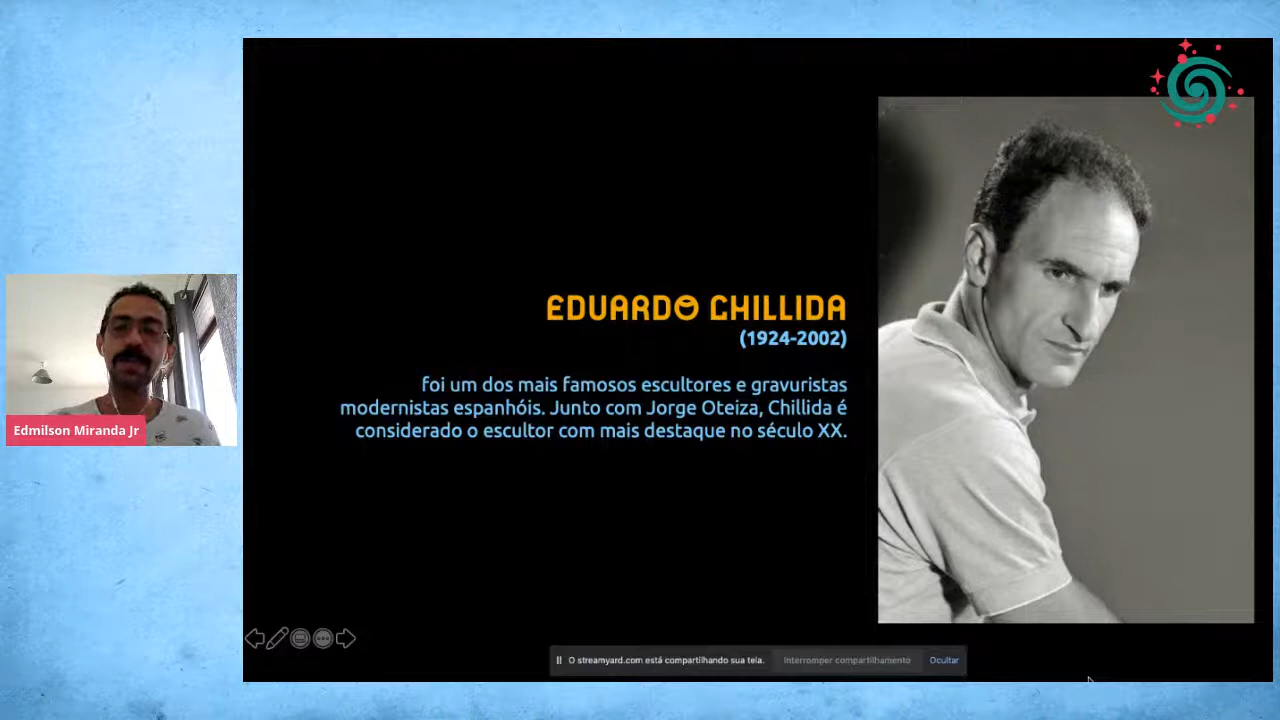 EDUARDO CHILLIDA
(1924-2002)
foi um dos mais famosos escultores e gravuristas
modernistas espanhóis. Junto com Jorge Oteiza, Chillida é
considerado o escultor com mais destaque no século XX.
Edmilson Miranda Jr
O streamyard.com está compartilhando sua tela.
Interromper compartilhamento
Ocultar